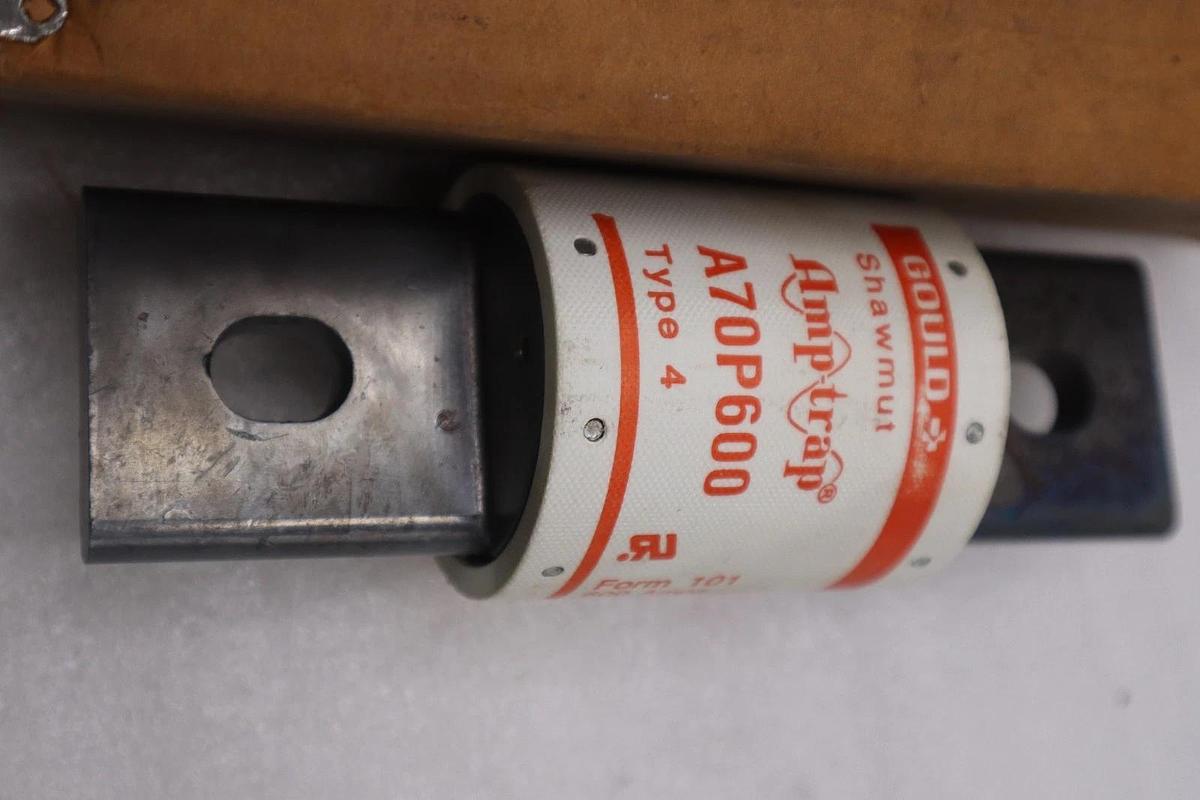 GOULD
Shawmut
Amp-trap®
A70P600
Type 4
Form 101